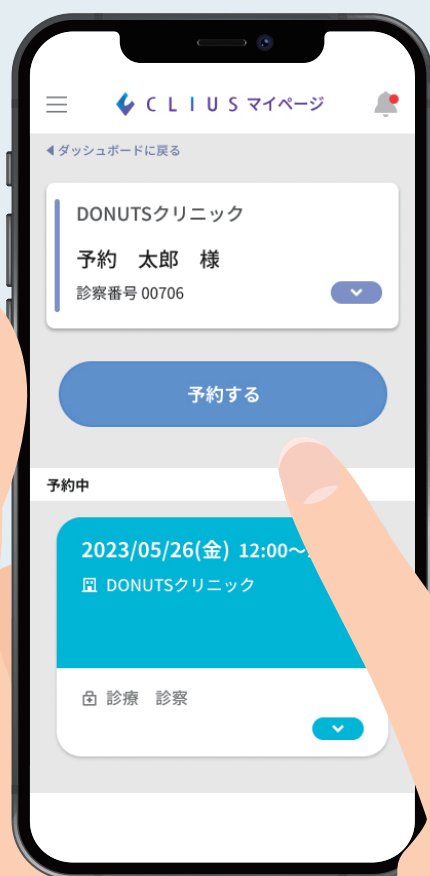 CLIUS マイページ
ダッシュボードに戻る
DONUTSクリニック
予約 太郎 様
診察番号 00706
予約する
予約中
2023/05/26(金) 12:00〜
DONUTSクリニック
診療 診察